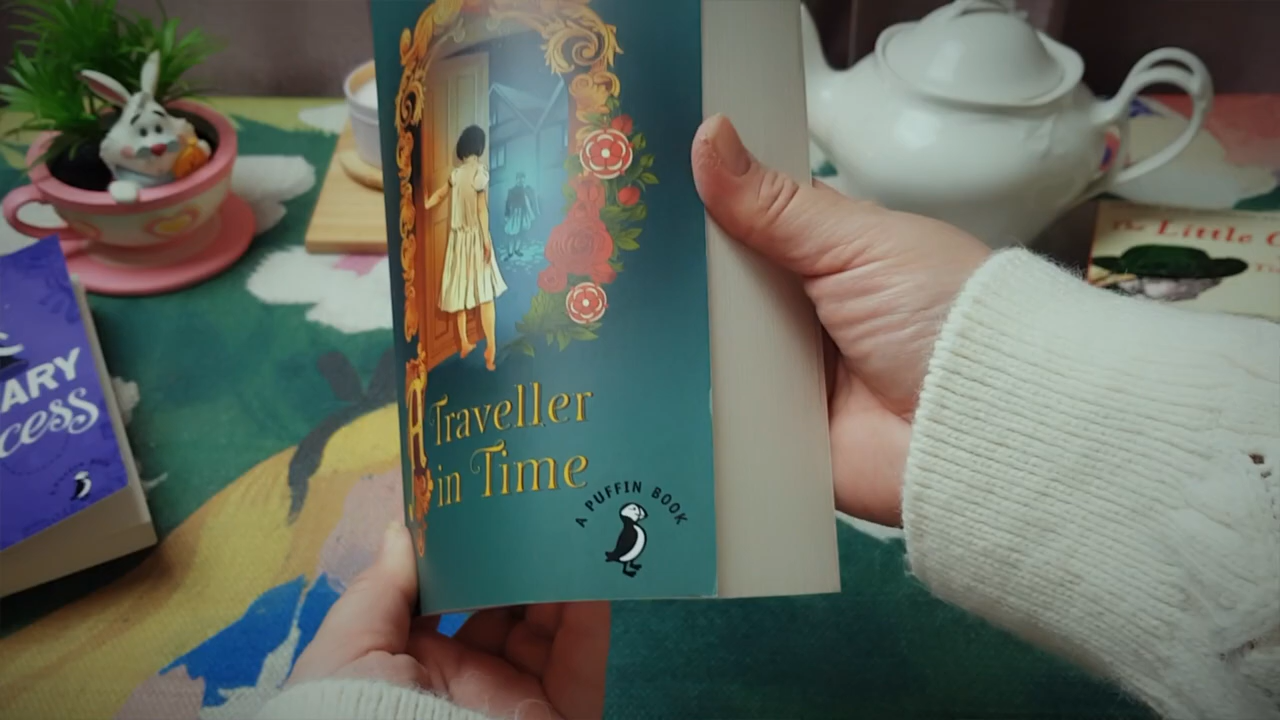 A Traveller
in Time
A PUFFIN BOOK
ARY
cess
The Little